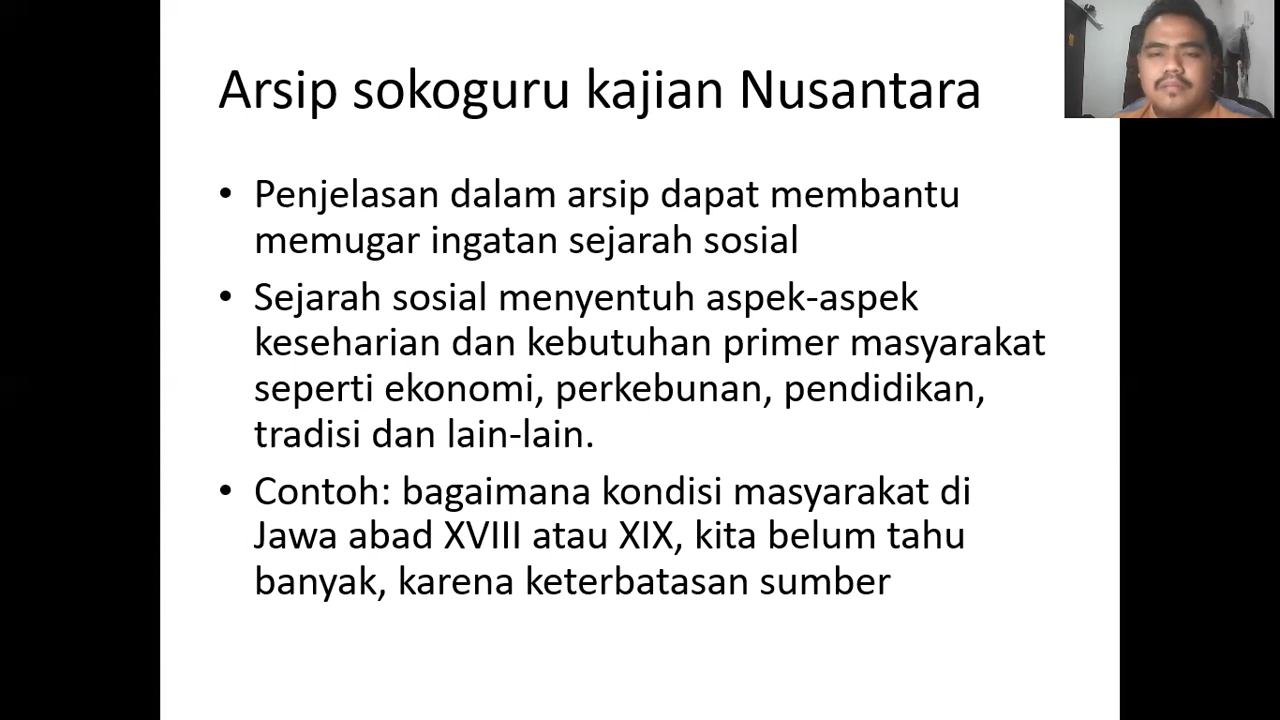 Arsip sokoguru kajian Nusantara
• Penjelasan dalam arsip dapat membantu
memugar ingatan sejarah sosial
• Sejarah sosial menyentuh aspek-aspek
keseharian dan kebutuhan primer masyarakat
seperti ekonomi, perkebunan, pendidikan,
tradisi dan lain-lain.
• Contoh: bagaimana kondisi masyarakat di
Jawa abad XVIII atau XIX, kita belum tahu
banyak, karena keterbatasan sumber